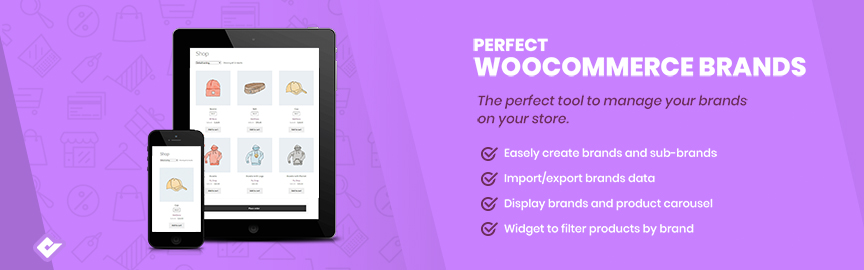 PERFECT
WOOCOMMERCE BRANDS
The perfect tool to manage your brands
on your store.
Easely create brands and sub-brands
Import/export brands data
Display brands and product carousel
Widget to filter products by brand
Shop
Shop